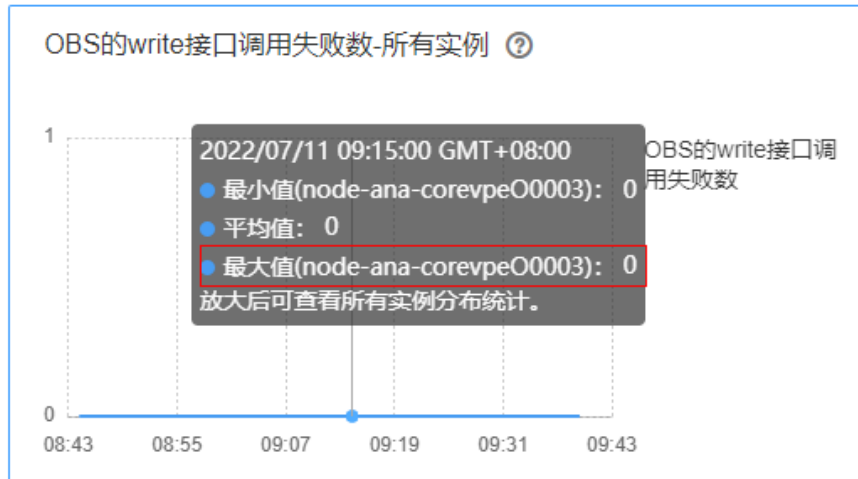 OBS的write接口调用失败数-所有实例 ?
1
2022/07/11 09:15:00 GMT+08:00
最小值(node-ana-corevpeO0003)： 0
平均值： 0
最大值(node-ana-corevpeO0003)： 0
放大后可查看所有实例分布统计。
OBS的write接口调
用失败数
0
08:43 08:55 09:07 09:19 09:31 09:43